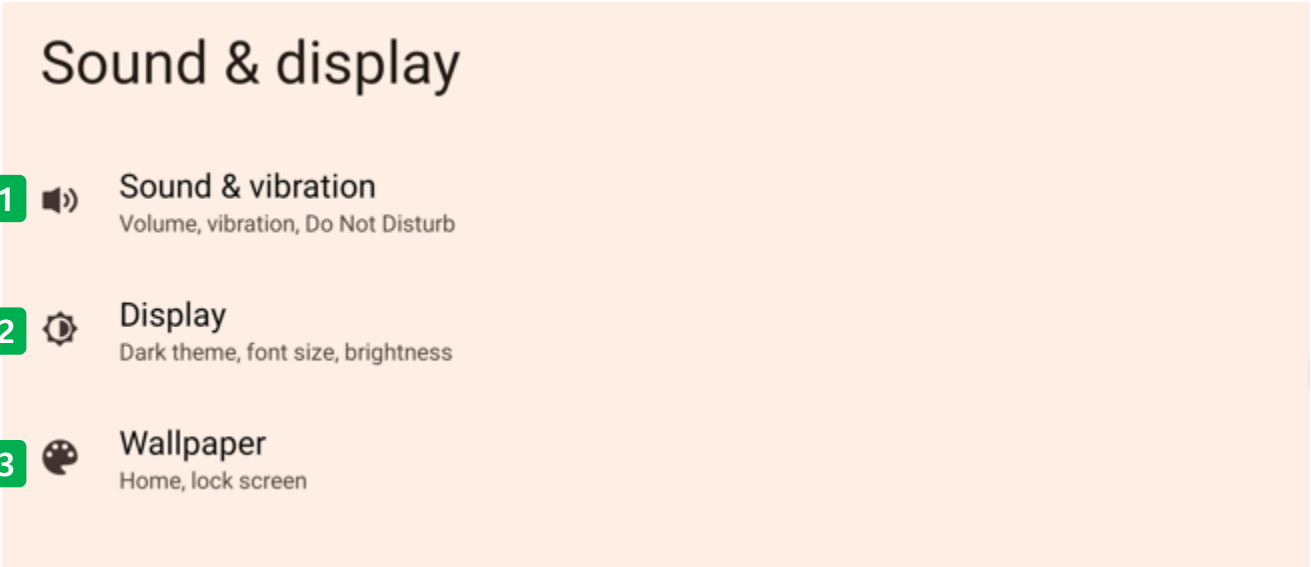 Sound & display
1
Sound & vibration
Volume, vibration, Do Not Disturb
2
Display
Dark theme, font size, brightness
3
Wallpaper
Home, lock screen